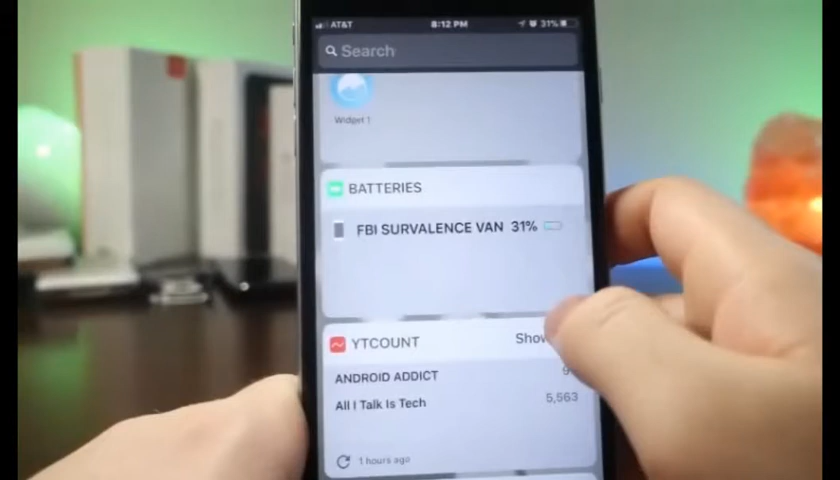 AT&T 8:12 PM 31%
Search
Widget 1
BATTERIES
FBI SURVALENCE VAN 31%
YTCOUNT
ANDROID ADDICT
All I Talk Is Tech 5,563
1 hours ago